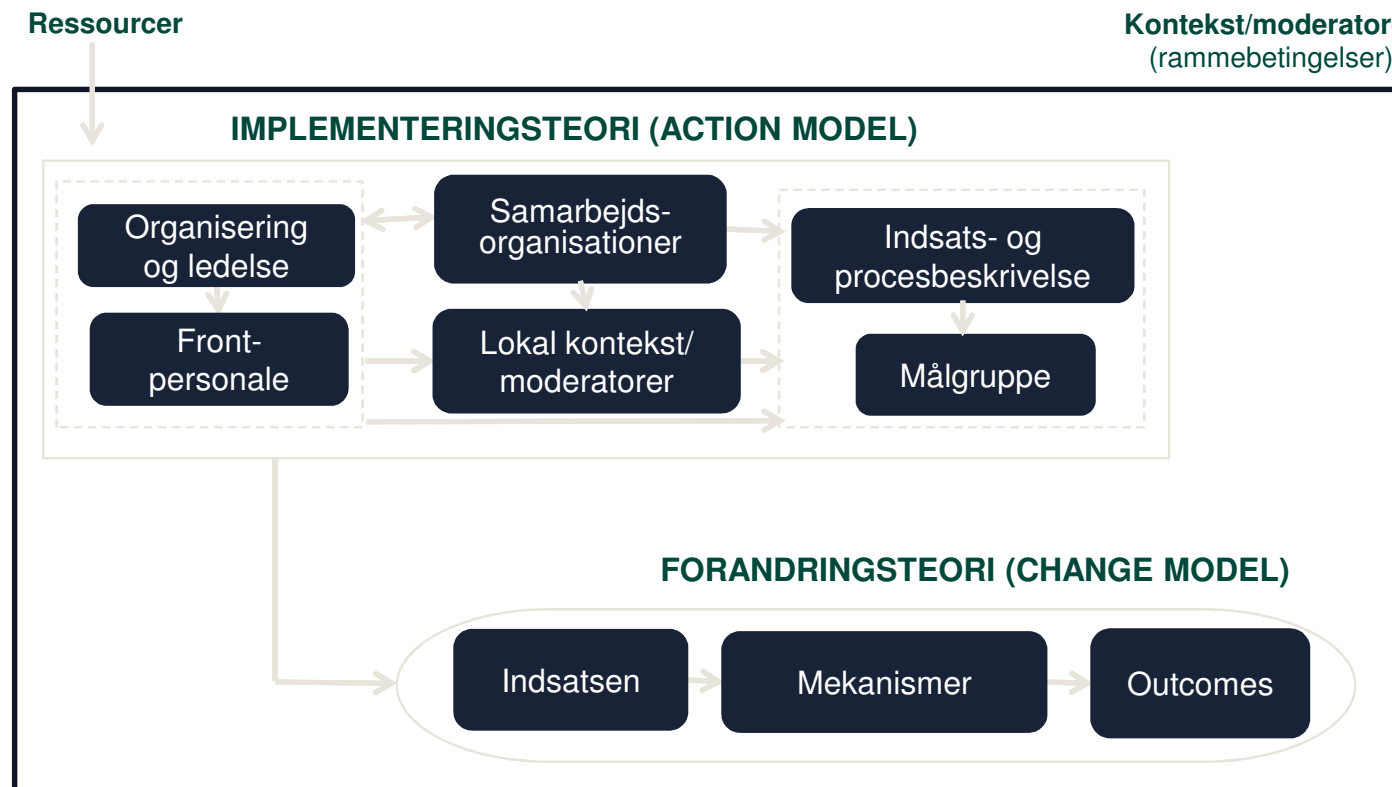 Ressourcer
Kontekst/moderator
(rammebetingelser)
IMPLEMENTERINGSTEORI (ACTION MODEL)
Organisering
og ledelse
Samarbejds-
organisationer
Indsats- og
procesbeskrivelse
Front-
personale
Lokal kontekst/
moderatorer
Målgruppe
FORANDRINGSTEORI (CHANGE MODEL)
Indsatsen
Mekanismer
Outcomes